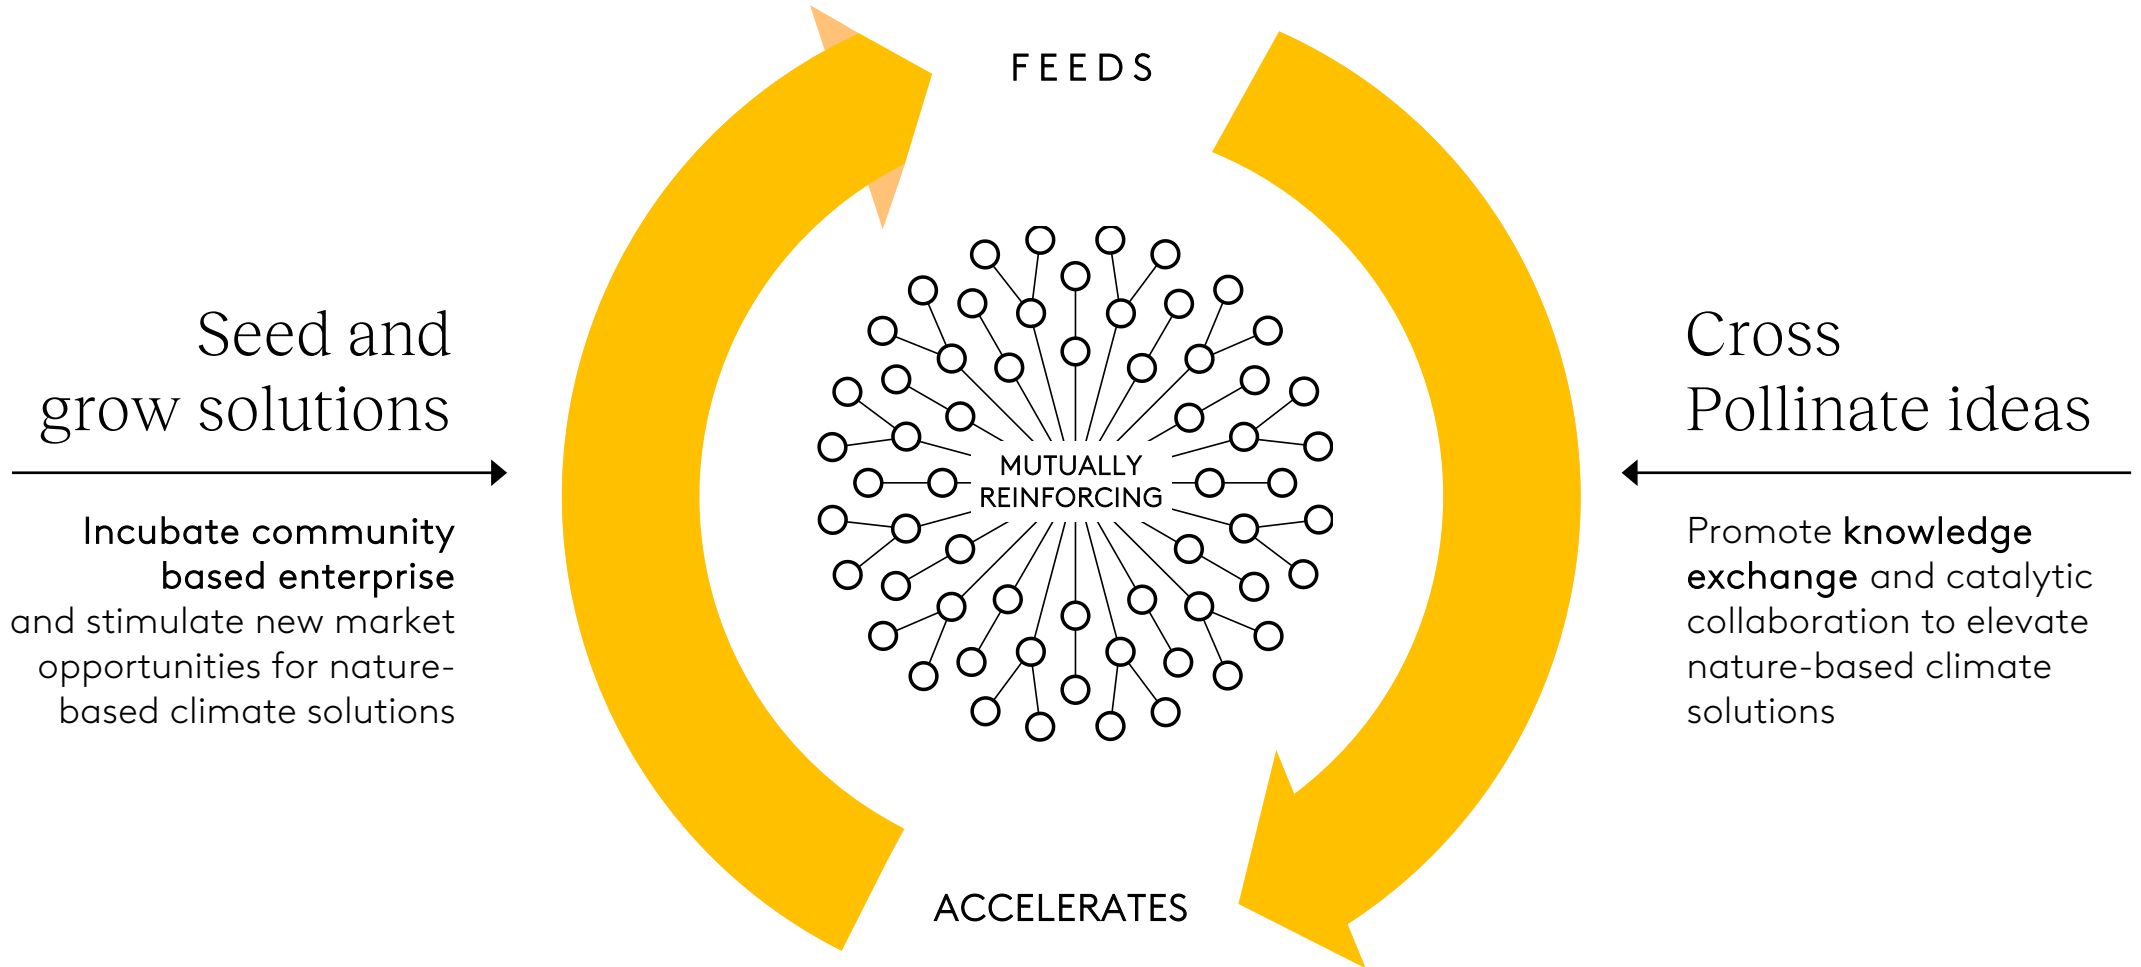 FEEDS
Seed and
grow solutions
Incubate community
based enterprise
and stimulate new market
opportunities for nature-
based climate solutions
MUTUALLY
REINFORCING
Cross
Pollinate ideas
Promote knowledge
exchange and catalytic
collaboration to elevate
nature-based climate
solutions
ACCELERATES